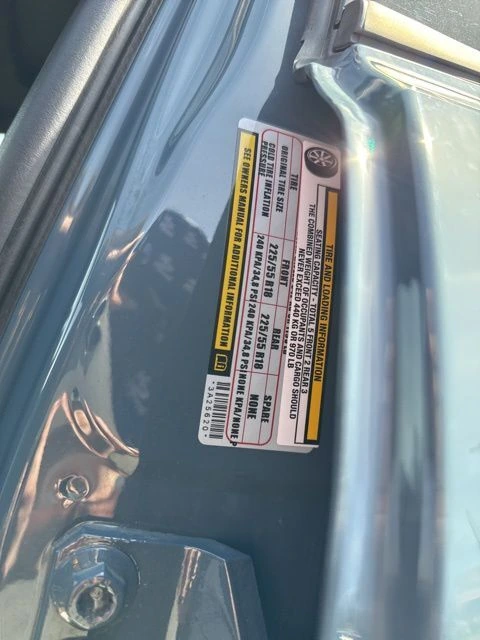 TIRE AND LOADING INFORMATION
SEATING CAPACITY - TOTAL 5 FRONT 2 REAR 3
THE COMBINED WEIGHT OF OCCUPANTS AND CARGO SHOULD
NEVER EXCEED 440 KG OR 970 LB
TIRE FRONT REAR SPARE
ORIGINAL TIRE SIZE 225/55 R18 225/55 R18 NONE
COLD TIRE INFLATION PRESSURE 240 KPA/34,8 PSI 240 KPA/34,8 PSI NONE KPA/NONE P
SEE OWNERS MANUAL FOR ADDITIONAL INFORMATION
*3A25620*